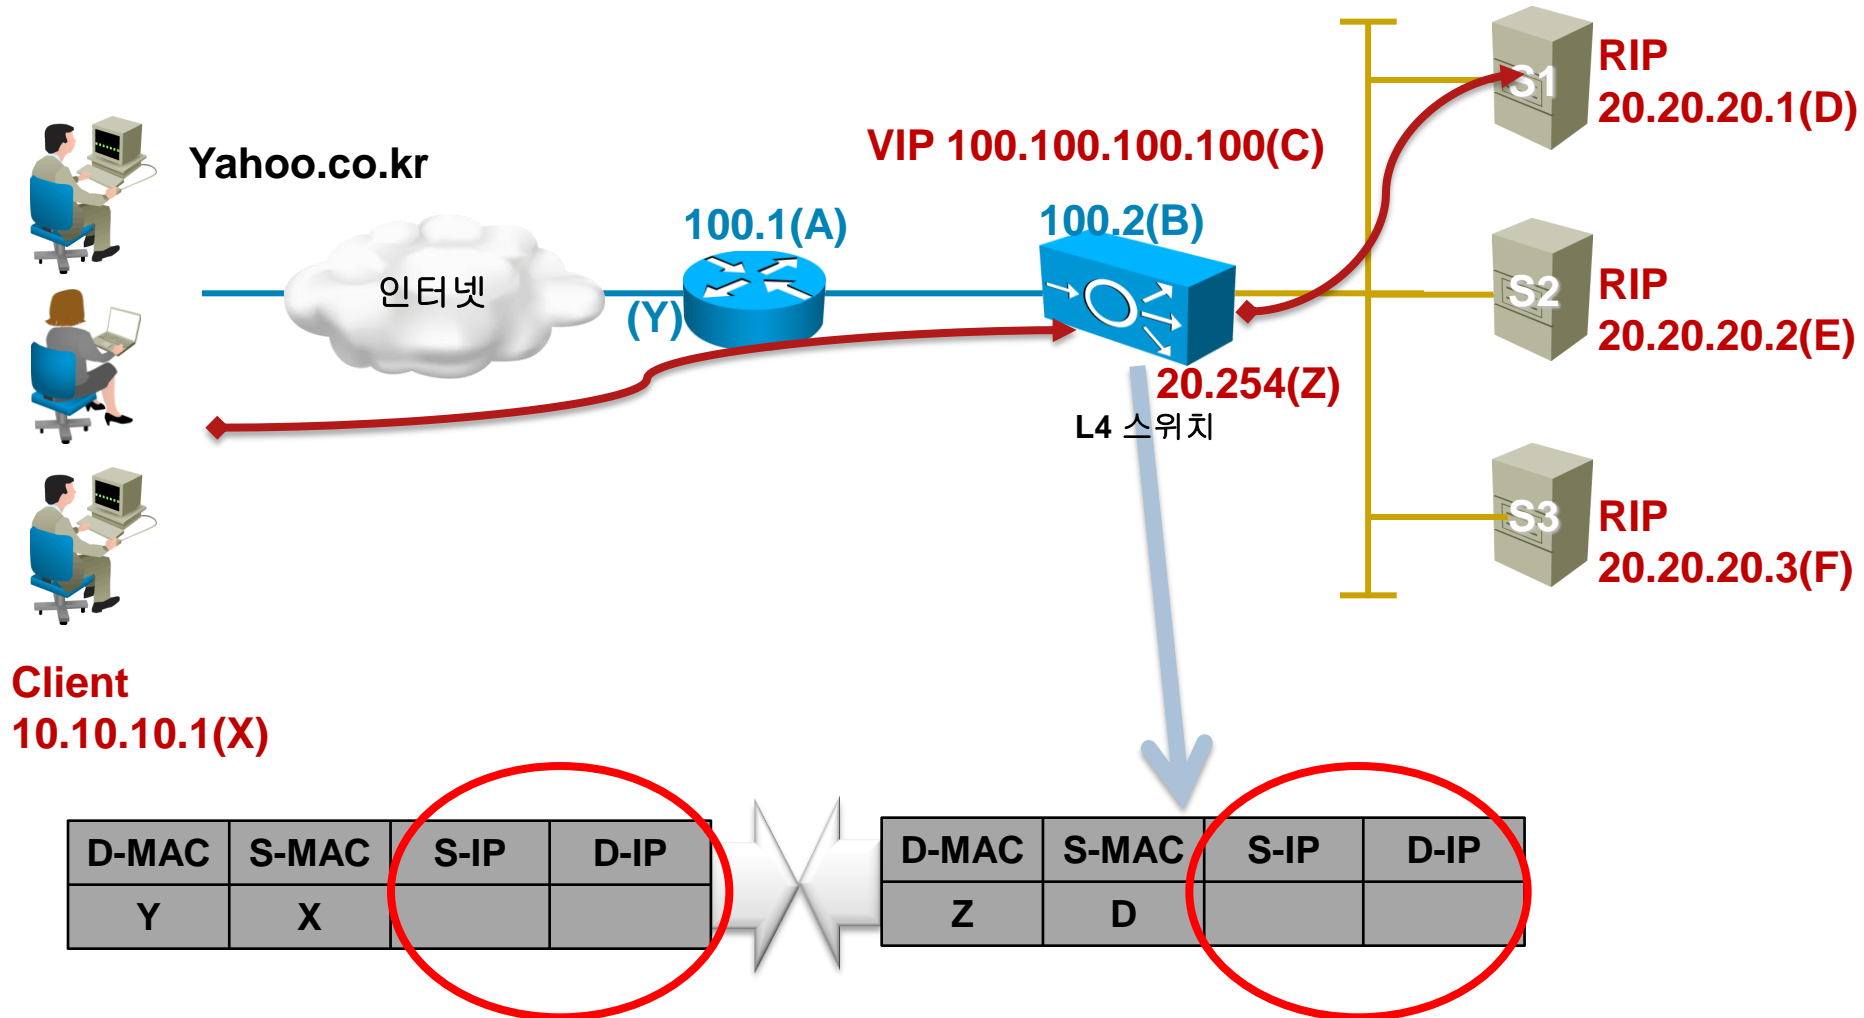 Yahoo.co.kr
인터넷
(Y)
100.1(A)
VIP 100.100.100.100(C)
100.2(B)
20.254(Z)
L4 스위치
S1
RIP
20.20.20.1(D)
S2
RIP
20.20.20.2(E)
S3
RIP
20.20.20.3(F)
Client
10.10.10.1(X)
D-MAC S-MAC S-IP D-IP
Y X
D-MAC S-MAC S-IP D-IP
Z D